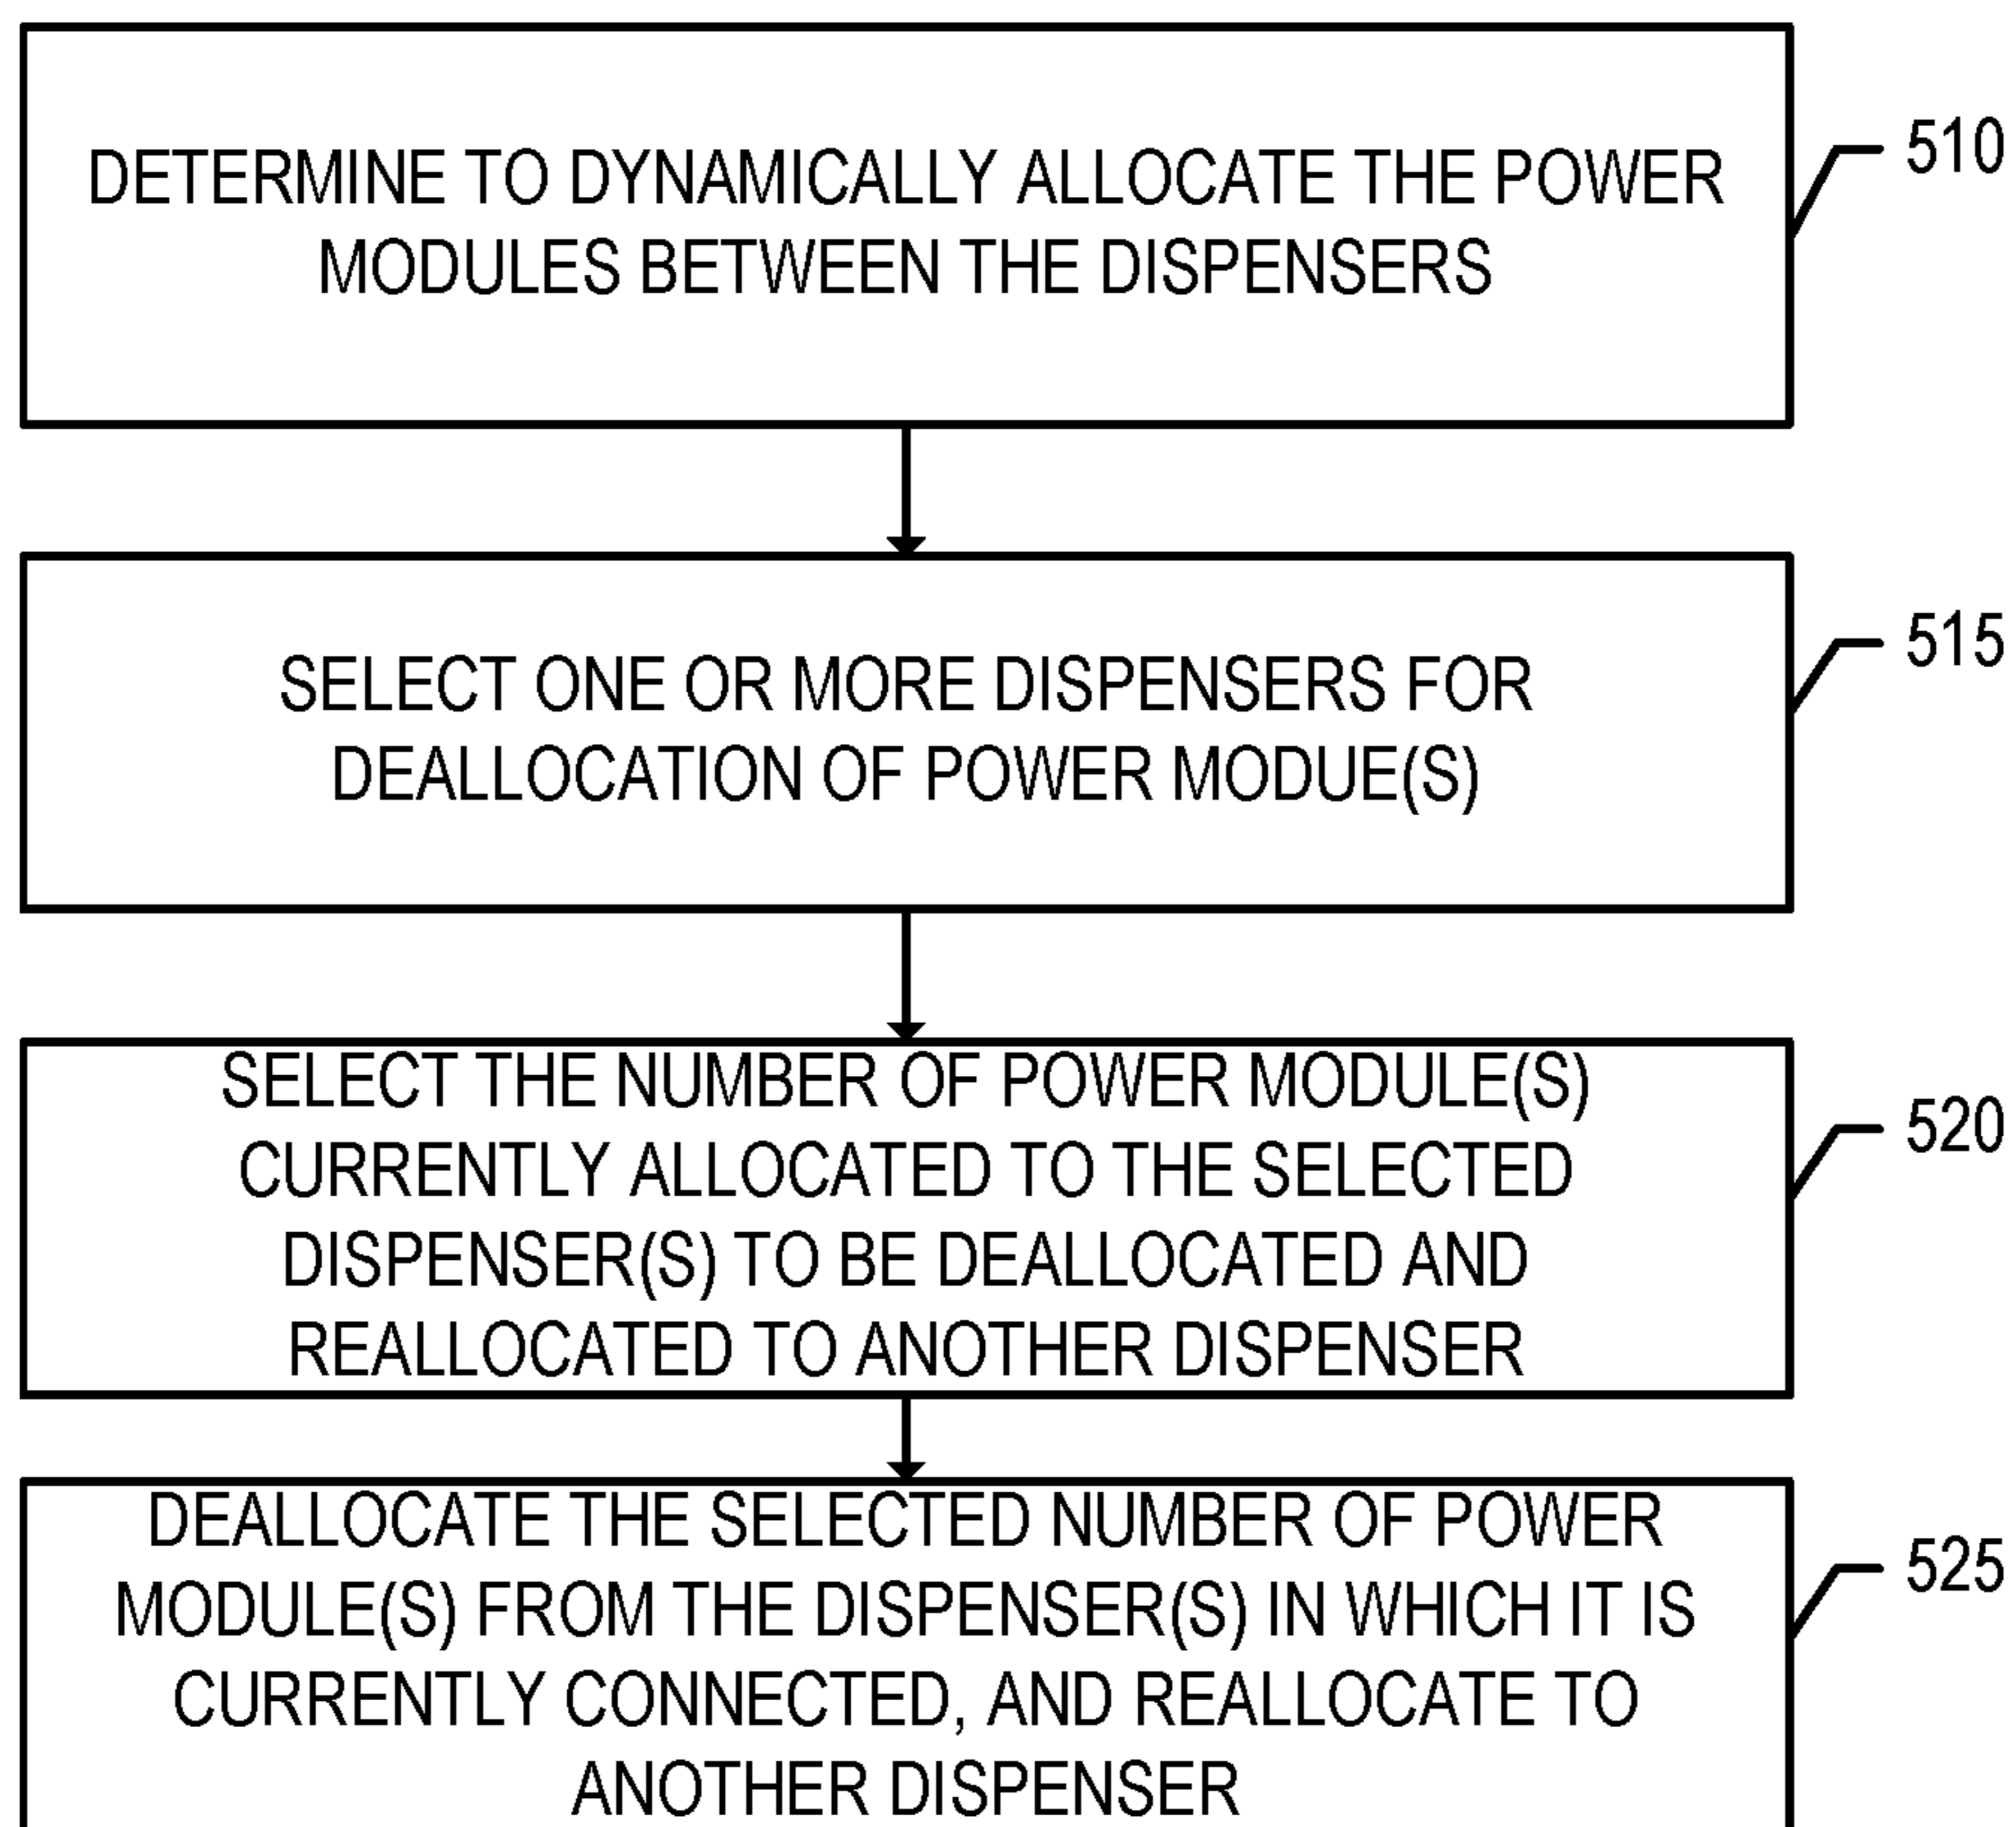 DETERMINE TO DYNAMICALLY ALLOCATE THE POWER
MODULES BETWEEN THE DISPENSERS
510
SELECT ONE OR MORE DISPENSERS FOR
DEALLOCATION OF POWER MODUE(S)
515
SELECT THE NUMBER OF POWER MODULE(S)
CURRENTLY ALLOCATED TO THE SELECTED
DISPENSER(S) TO BE DEALLOCATED AND
REALLOCATED TO ANOTHER DISPENSER
520
DEALLOCATE THE SELECTED NUMBER OF POWER
MODULE(S) FROM THE DISPENSER(S) IN WHICH IT IS
CURRENTLY CONNECTED, AND REALLOCATE TO
ANOTHER DISPENSER
525